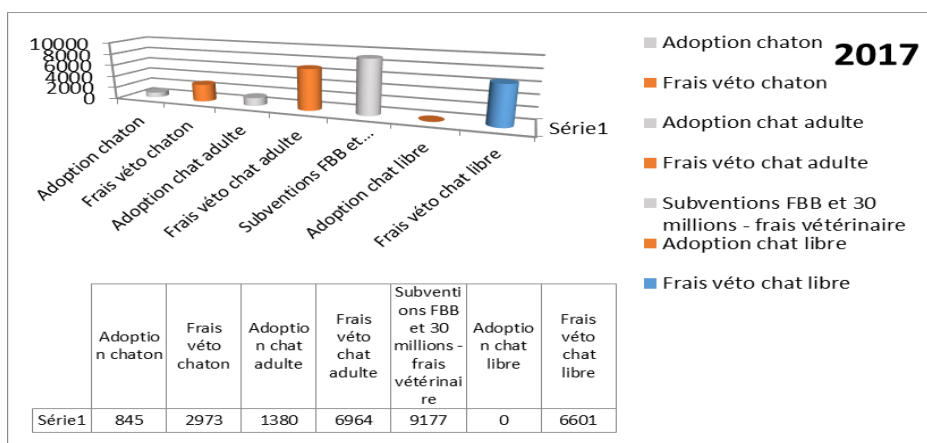 2017
10000
8000
6000
4000
2000
0
Adoption chaton
Frais véto chaton
Adoption chat adulte
Frais véto chat adulte
Subventions FBB et...
Adoption chat libre
Frais véto chat libre
Série1
Adoption chaton
Frais véto chaton
Adoption chat adulte
Frais véto chat adulte
Subventions FBB et 30
millions - frais vétérinaire
Adoption chat libre
Frais véto chat libre
Adoptio
n chaton
Frais
véto
chaton
Adoptio
n chat
adulte
Frais
véto
chat
adulte
Subventi
ons FBB
et 30
millions -
frais
vétérinai
re
Adoptio
n chat
libre
Frais
véto
chat
libre
Série1 845 2973 1380 6964 9177 0 6601